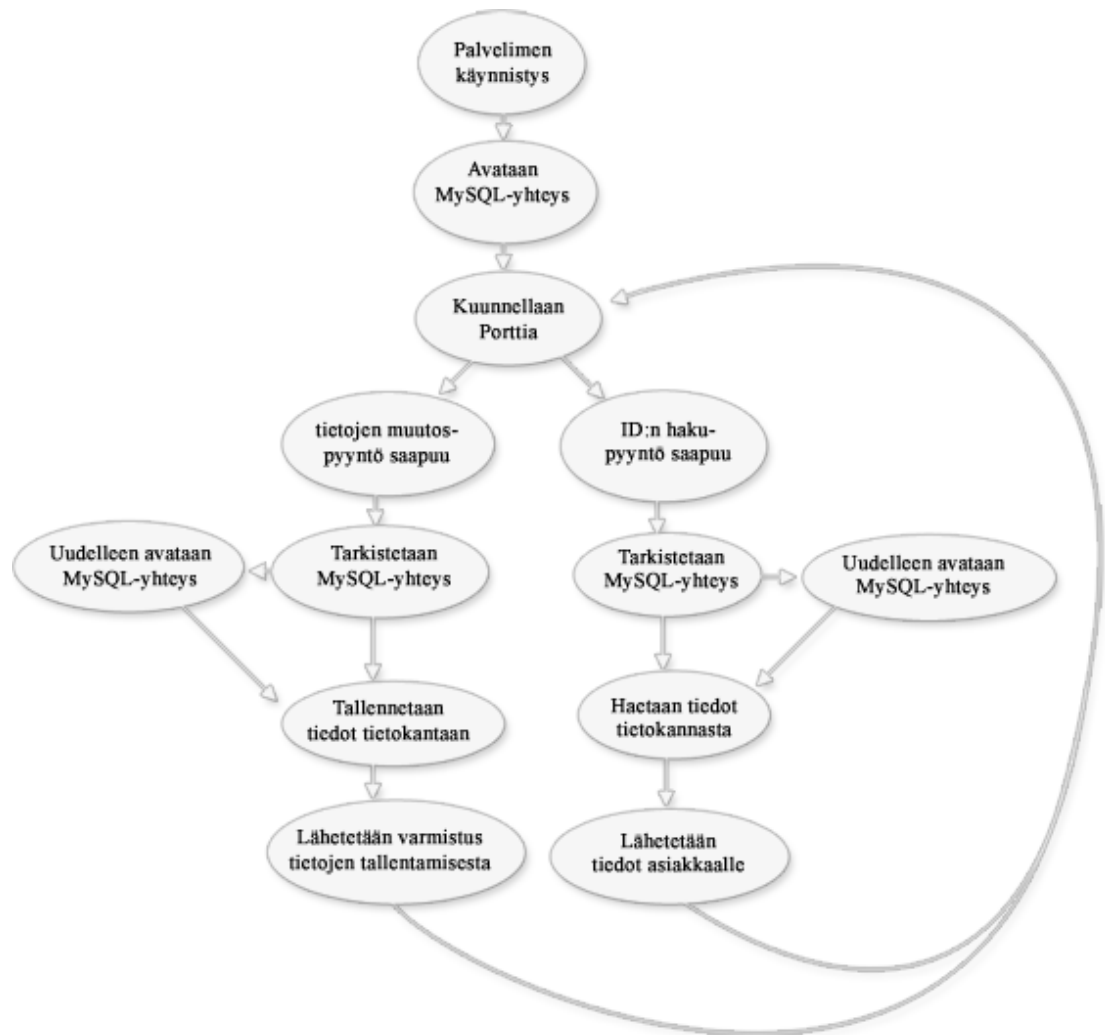 Palvelimen
käynnistys
Avataan
MySQL-yhteys
Kuunnellaan
Porttia
tietojen muutos-
pyyntö saapuu
ID:n haku-
pyyntö saapuu
Uudelleen avataan
MySQL-yhteys
Tarkistetaan
MySQL-yhteys
Tarkistetaan
MySQL-yhteys
Uudelleen avataan
MySQL-yhteys
Tallennetaan
tiedot tietokantaan
Haetaan tiedot
tietokannasta
Lähetetään varmistus
tietojen tallentamisesta
Lähetetään
tiedot asiakkaalle